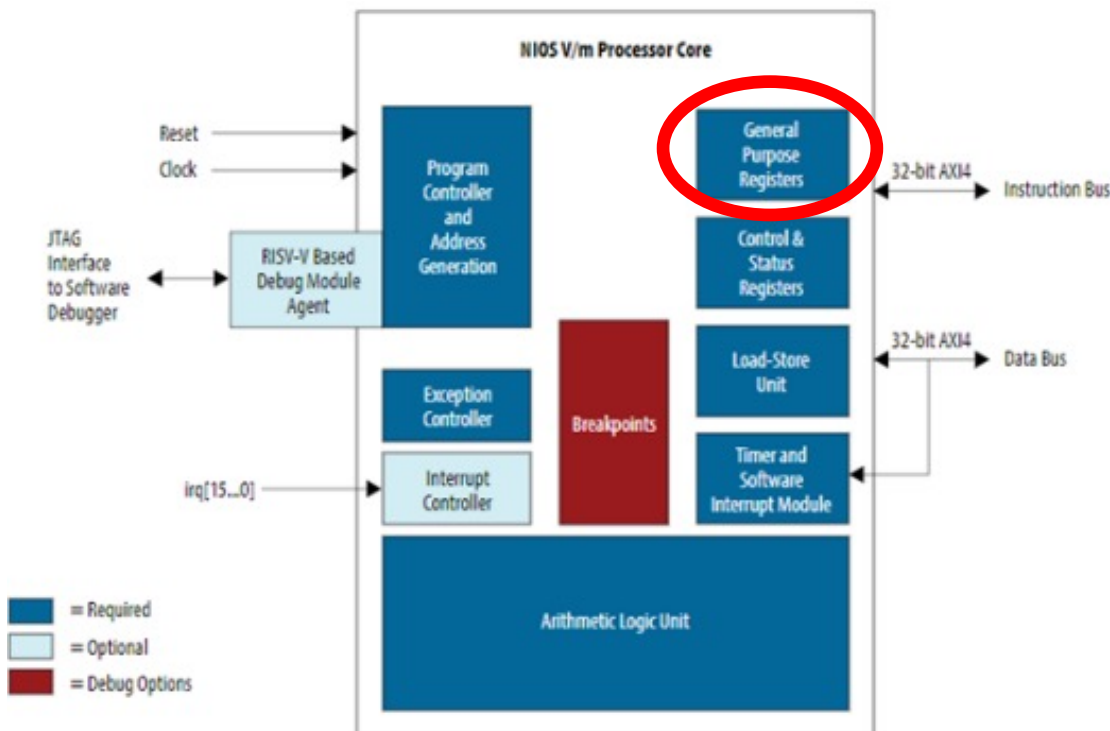 NIOS V/m Processor Core
Reset
Clock
Program
Controller
and
Address
Generation
General
Purpose
Registers
32-bit AXI4
Instruction Bus
JTAG
Interface
to Software
Debugger
RISV-V Based
Debug Module
Agent
Control &
Status
Registers
32-bit AXI4
Data Bus
Load-Store
Unit
Exception
Controller
Breakpoints
irq[15...0]
Interrupt
Controller
Timer and
Software
Interrupt Module
Arithmetic Logic Unit
= Required
= Optional
= Debug Options